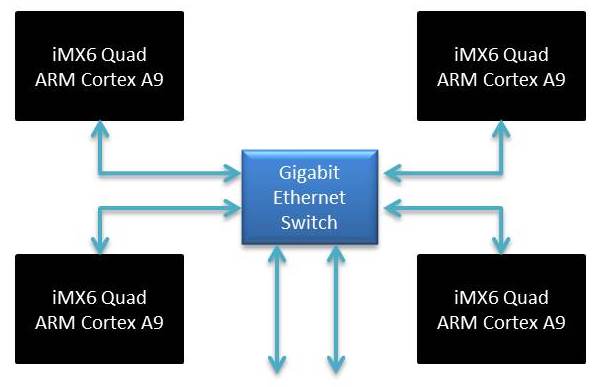 iMX6 Quad
ARM Cortex A9
iMX6 Quad
ARM Cortex A9
Gigabit
Ethernet
Switch
iMX6 Quad
ARM Cortex A9
iMX6 Quad
ARM Cortex A9